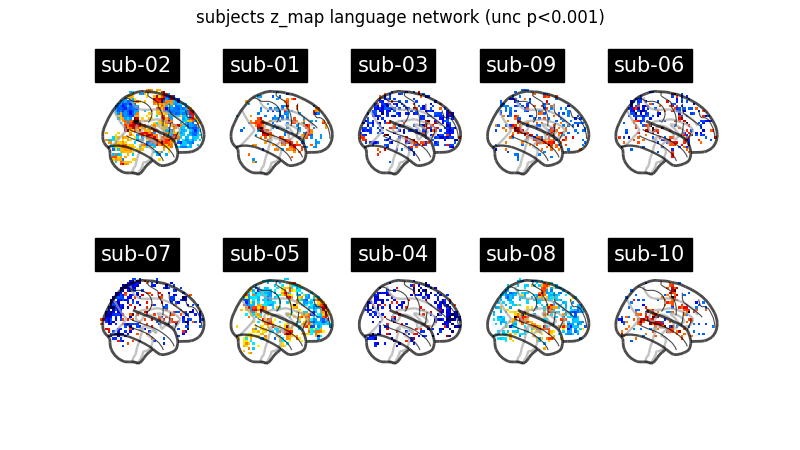 subjects z_map language network (unc p<0.001)
sub-02
sub-01
sub-03
sub-09
sub-06
sub-07
sub-05
sub-04
sub-08
sub-10